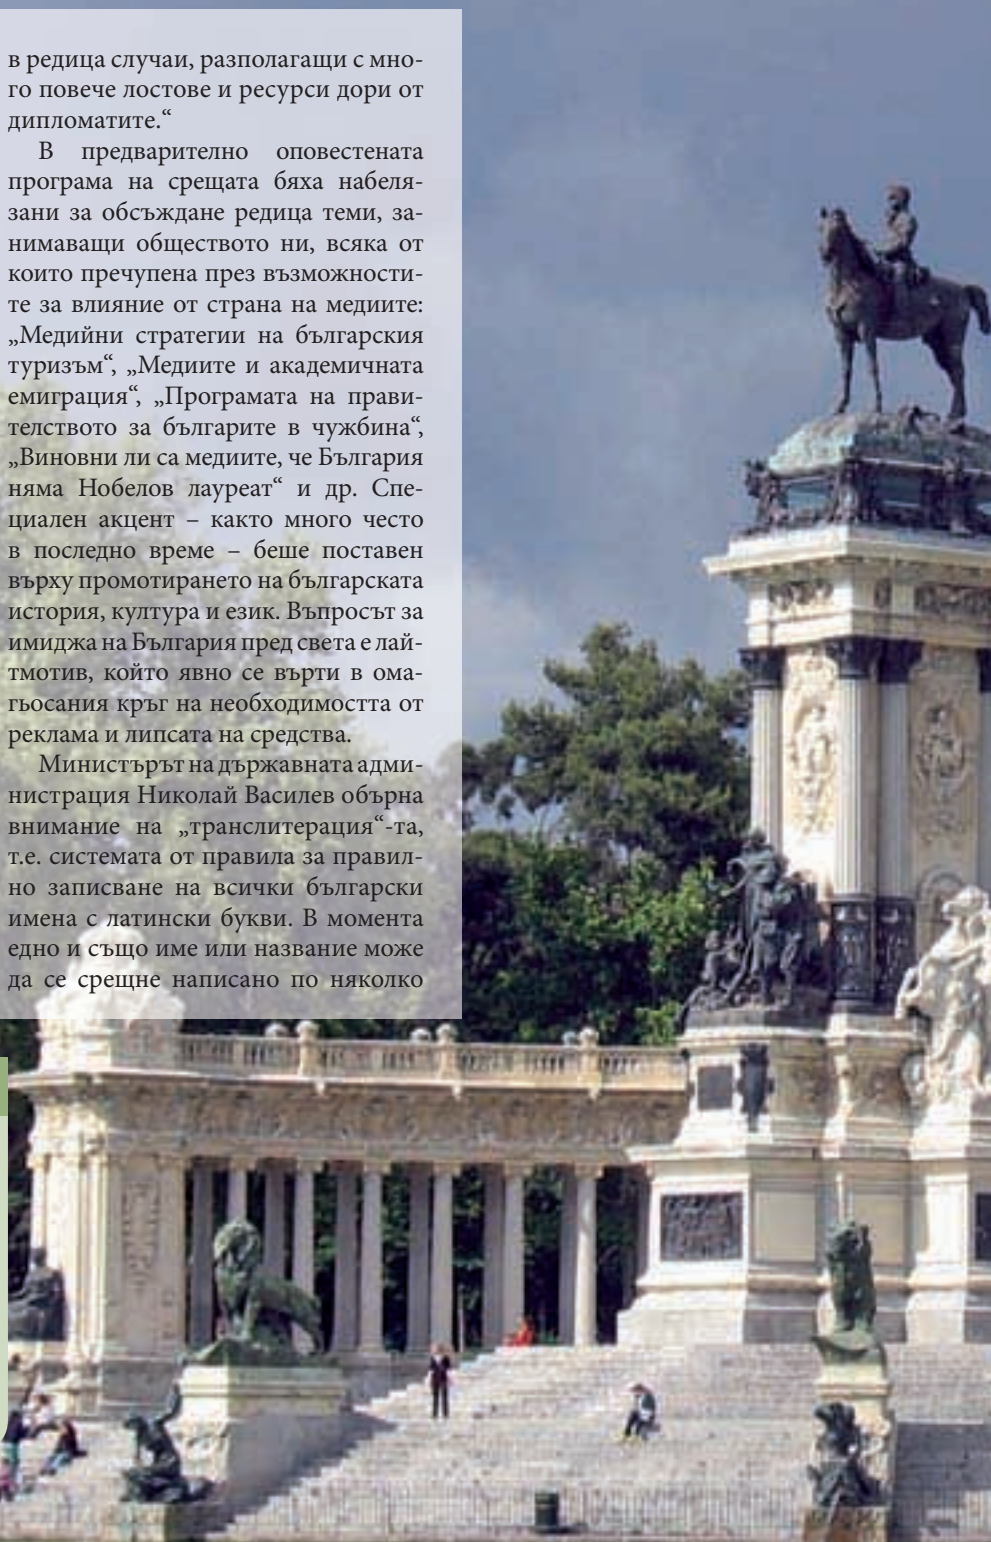 в редица случаи, разполагащи с мно-
го повече лостове и ресурси дори от
дипломатите.“
В предварително оповестената
програма на срещата бяха набеля-
зани за обсъждане редица теми, за-
нимаващи обществото ни, всяка от
които пречупена през възможности-
те за влияние от страна на медиите:
„Медийни стратегии на българския
туризъм“, „Медиите и академичната
емиграция“, „Програмата на прави-
телството за българите в чужбина“,
„Виновни ли са медиите, че България
няма Нобелов лауреат“ и др. Спе-
циален акцент – както много често
в последно време – беше поставен
върху промотирането на българската
история, култура и език. Въпросът за
имиджа на България пред света е лай-
тмотив, който явно се върти в ома-
гьосания кръг на необходимостта от
реклама и липсата на средства.
Министърът на държавната адми-
нистрация Николай Василев обърна
внимание на „транслитерация“-та,
т.е. системата от правила за правил-
но записване на всички български
имена с латински букви. В момента
едно и също име или название може
да се срещне написано по няколко